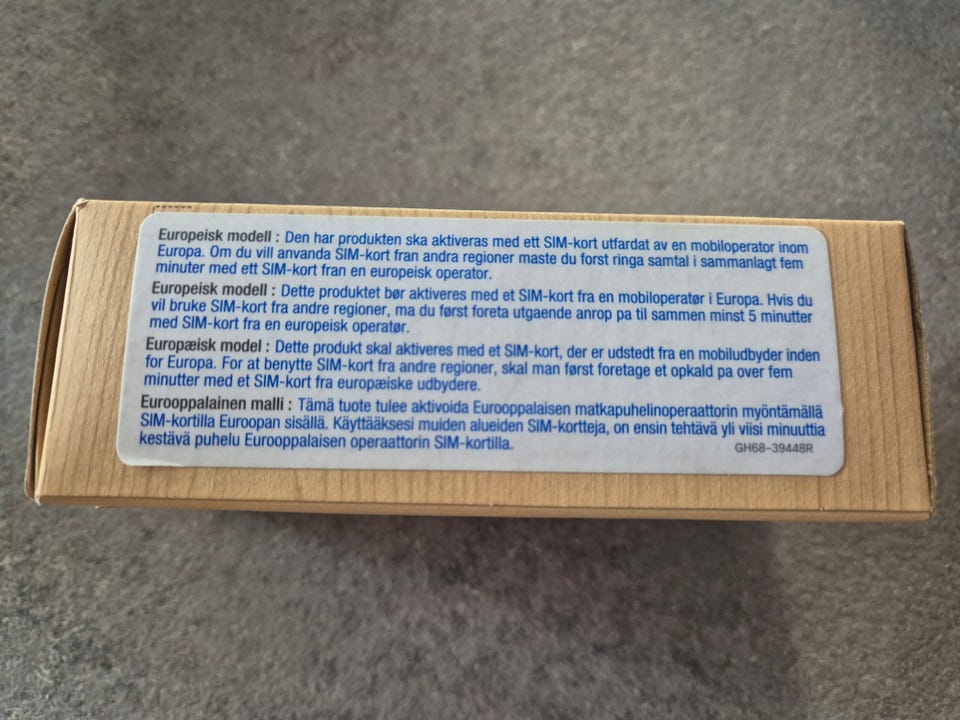 Europeisk modell : Den har produkten ska aktiveras med ett SIM-kort utfardat av en mobiloperator inom
Europa. Om du vill anvanda SIM-kort fran andra regioner maste du forst ringa samtal i sammanlagt fem
minuter med ett SIM-kort fran en europeisk operator.
Europeisk modell : Dette produktet bør aktiveres med et SIM-kort fra en mobiloperatør i Europa. Hvis du
vil bruke SIM-kort fra andre regioner, ma du først foreta utgaende anrop pa til sammen minst 5 minutter
med SIM-kort fra en europeisk operatør.
Europæisk model : Dette produkt skal aktiveres med et SIM-kort, der er udstedt fra en mobiludbyder inden
for Europa. For at benytte SIM-kort fra andre regioner, skal man først foretage et opkald pa over fem
minutter med et SIM-kort fra europæiske udbydere.
Eurooppalainen malli : Tämä tuote tulee aktivoida Eurooppalaisen matkapuhelinoperaattorin myöntämällä
SIM-kortilla Euroopan sisällä. Käyttääksesi muiden alueiden SIM-kortteja, on ensin tehtävä yli viisi minuuttia
kestävä puhelu Eurooppalaisen operaattorin SIM-kortilla.
GH68-39448R